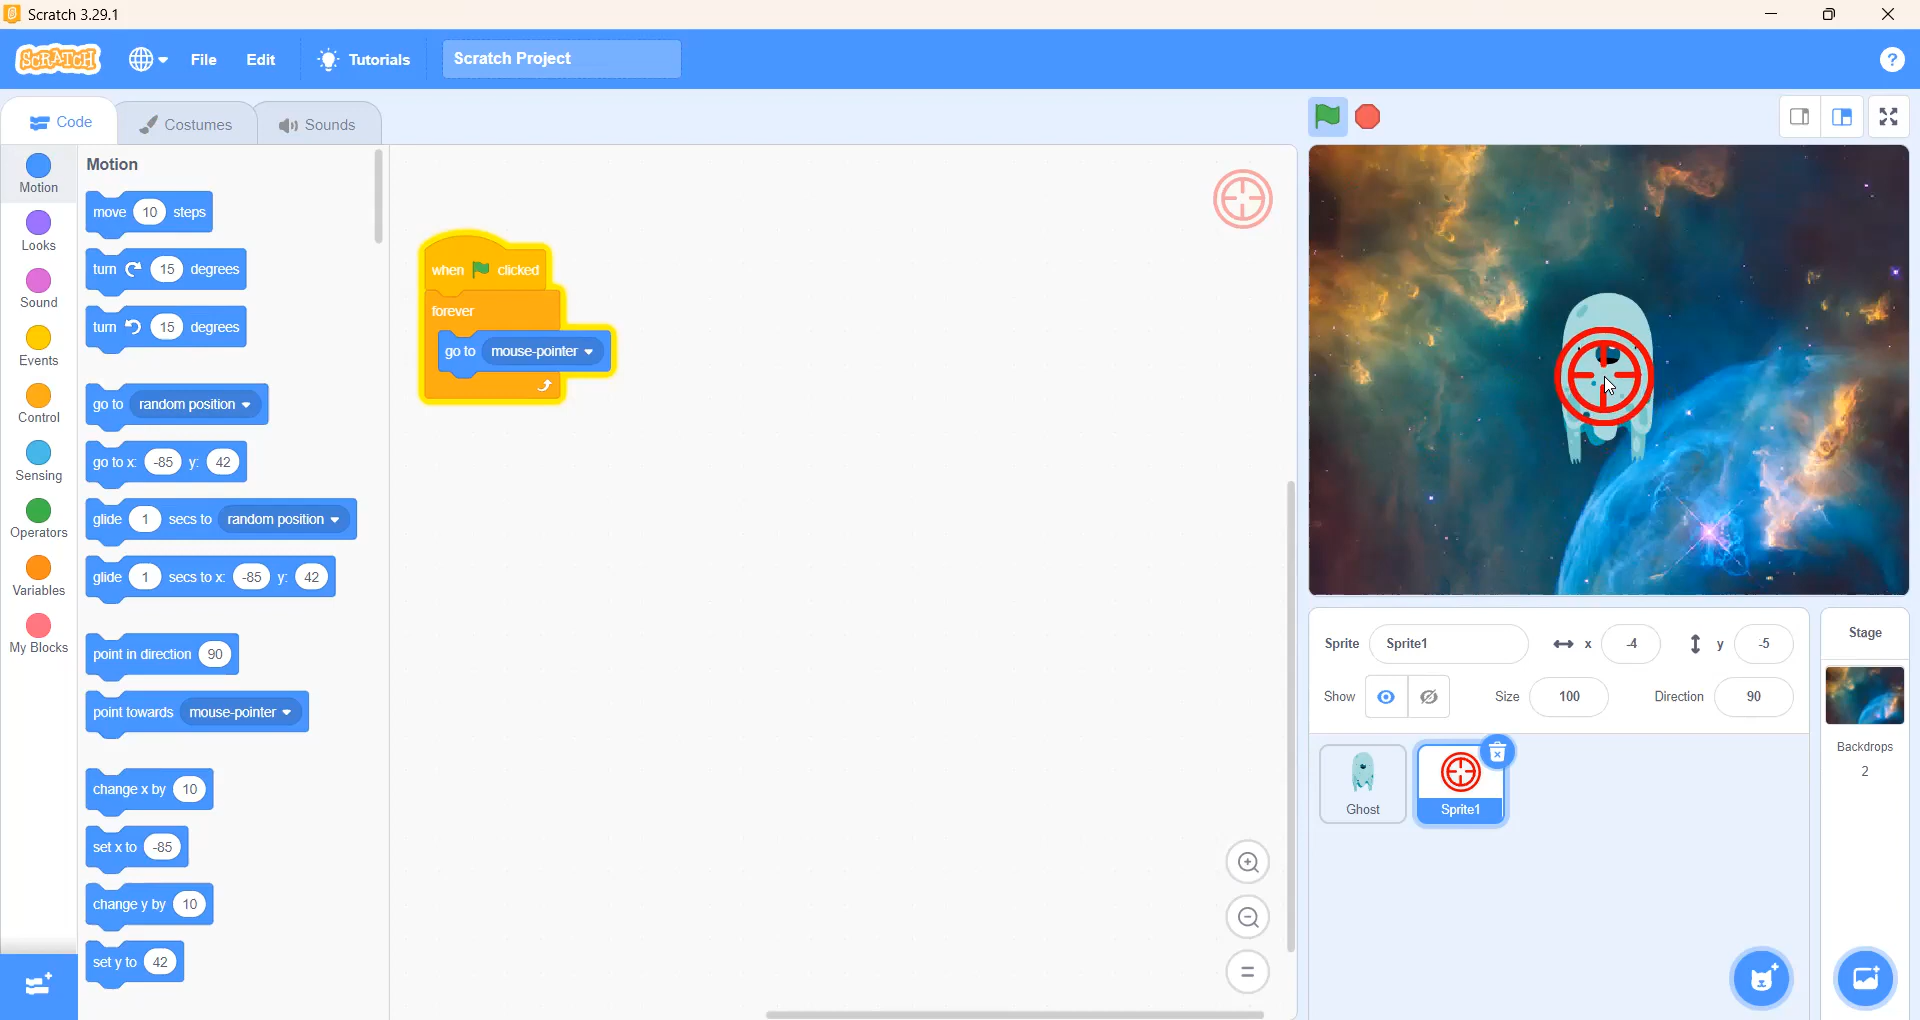 Scratch 3.29.1
SCRATCH
File
Edit
Tutorials
Scratch Project
?
Code
Costumes
Sounds
Motion
Looks
Sound
Events
Control
Sensing
Operators
Variables
My Blocks
Motion
move 10 steps
turn 15 degrees
turn 15 degrees
go to random position
go to x: -85 y: 42
glide 1 secs to random position
glide 1 secs to x: -85 y: 42
point in direction 90
point towards mouse-pointer
change x by 10
set x to -85
change y by 10
set y to 42
when clicked
forever
go to mouse-pointer
Sprite Sprite1 x -4 y -5
Show Size 100 Direction 90
Ghost
Sprite1
Stage
Backdrops
2